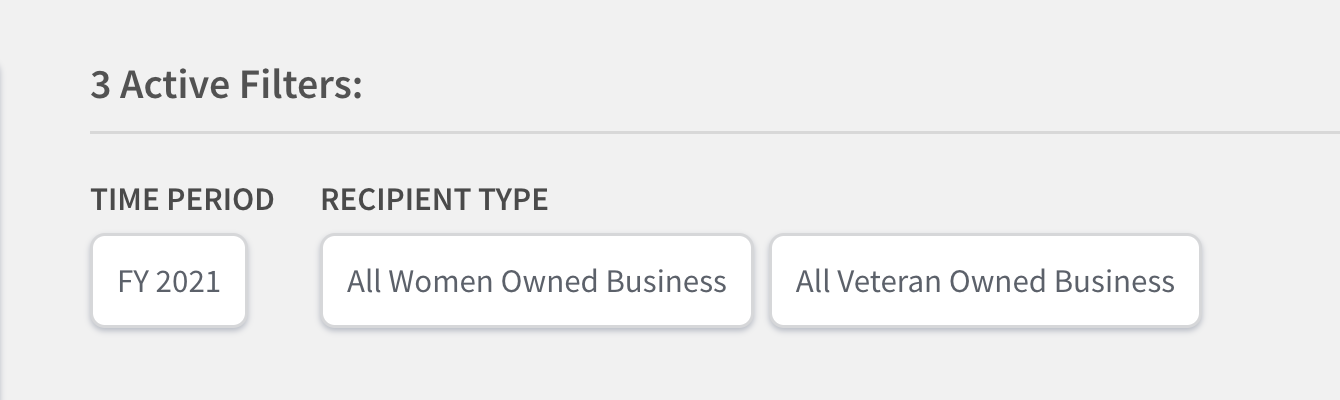 3 Active Filters:
TIME PERIOD RECIPIENT TYPE
FY 2021 All Women Owned Business All Veteran Owned Business